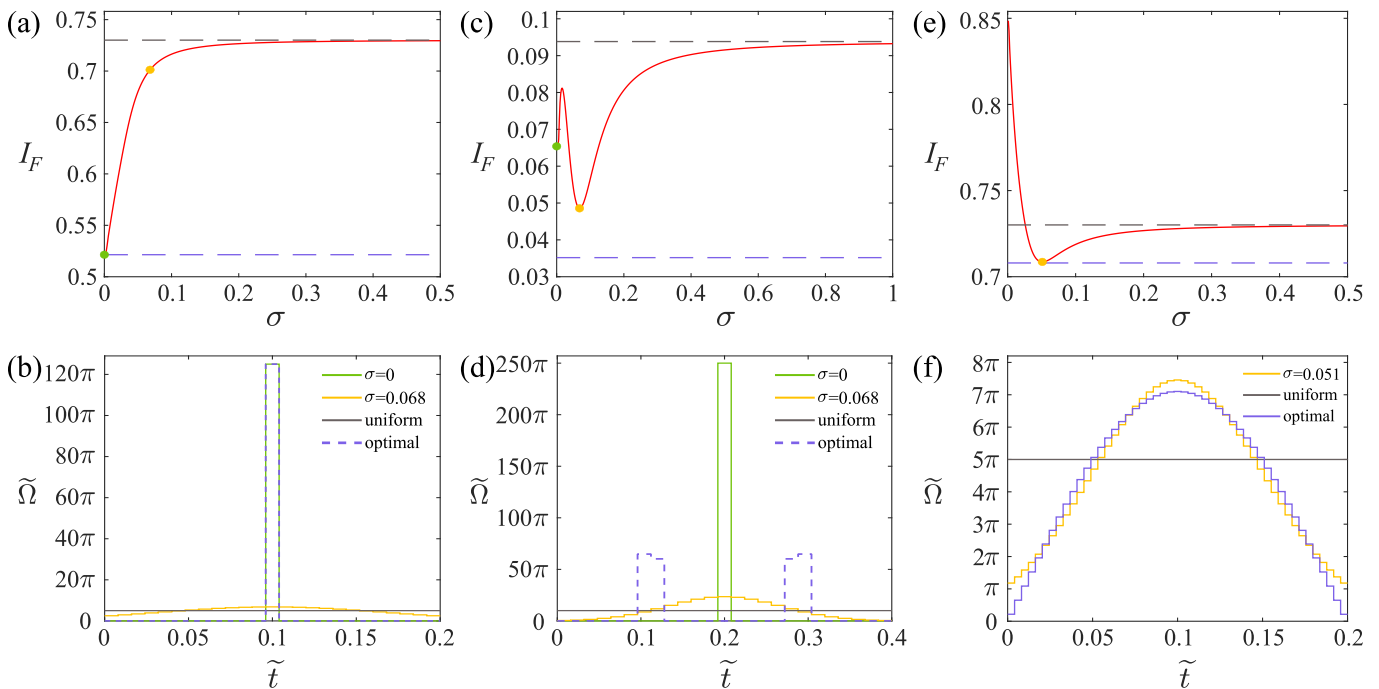 (a)
0.75
0.7
0.65
0.6
0.55
0.5
I_F
0 0.1 0.2 0.3 0.4 0.5
σ
(c)
0.1
0.09
0.08
0.07
0.06
0.05
0.04
0.03
I_F
0 0.2 0.4 0.6 0.8 1
σ
(e)
0.85
0.8
0.75
0.7
I_F
0 0.1 0.2 0.3 0.4 0.5
σ
(b)
120π
100π
80π
60π
40π
20π
0
Ω̃
σ=0
σ=0.068
uniform
optimal
0 0.05 0.1 0.15 0.2
t̃
(d)
250π
200π
150π
100π
50π
0
Ω̃
σ=0
σ=0.068
uniform
optimal
0 0.1 0.2 0.3 0.4
t̃
(f)
8π
7π
6π
5π
4π
3π
2π
π
0
Ω̃
σ=0.051
uniform
optimal
0 0.05 0.1 0.15 0.2
t̃